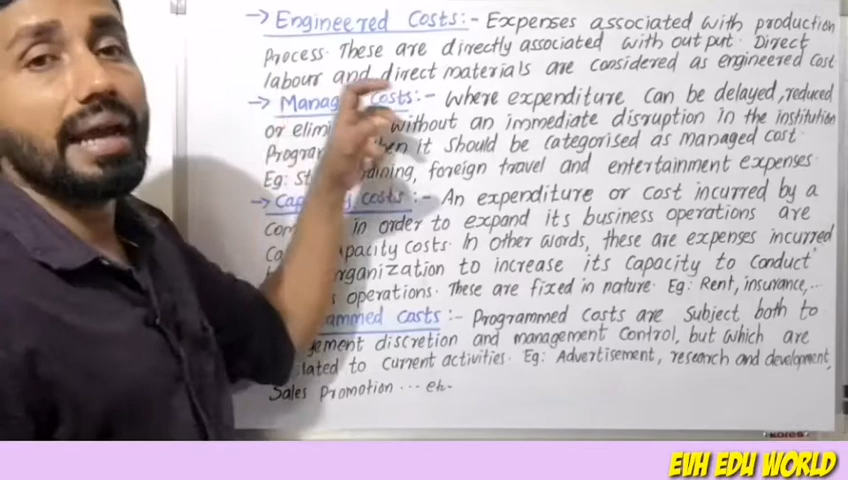 → Engineered Costs:- Expenses associated with production
Process. These are directly associated with output. Direct
labour and direct materials are considered as engineered cost
→ Manag Costs:- Where expenditure can be delayed, reduced
or elimi without an immediate disruption in the institution
Progra it should be categorised as managed cost.
Eg: foreign travel and entertainment expenses
→ costs:- An expenditure or cost incurred by a
in order to expand its business operations are
capacity costs. In other words, these are expenses incurred
organization to increase its capacity to conduct
operations. These are fixed in nature. Eg: Rent, insurance,...
ammed costs:- Programmed Costs are Subject both to
gement discretion and management Control, but which are
lated to current activities. Eg: Advertisement, research and development,
Sales Promotion ... etc.
KORES
EVH EDU WORLD